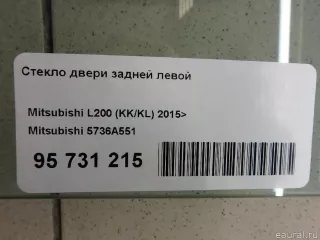 Стекло двери задней левой
Mitsubishi L200 (KK/KL) 2015>
Mitsubishi 5736A551
95 731 215
eaural.ru